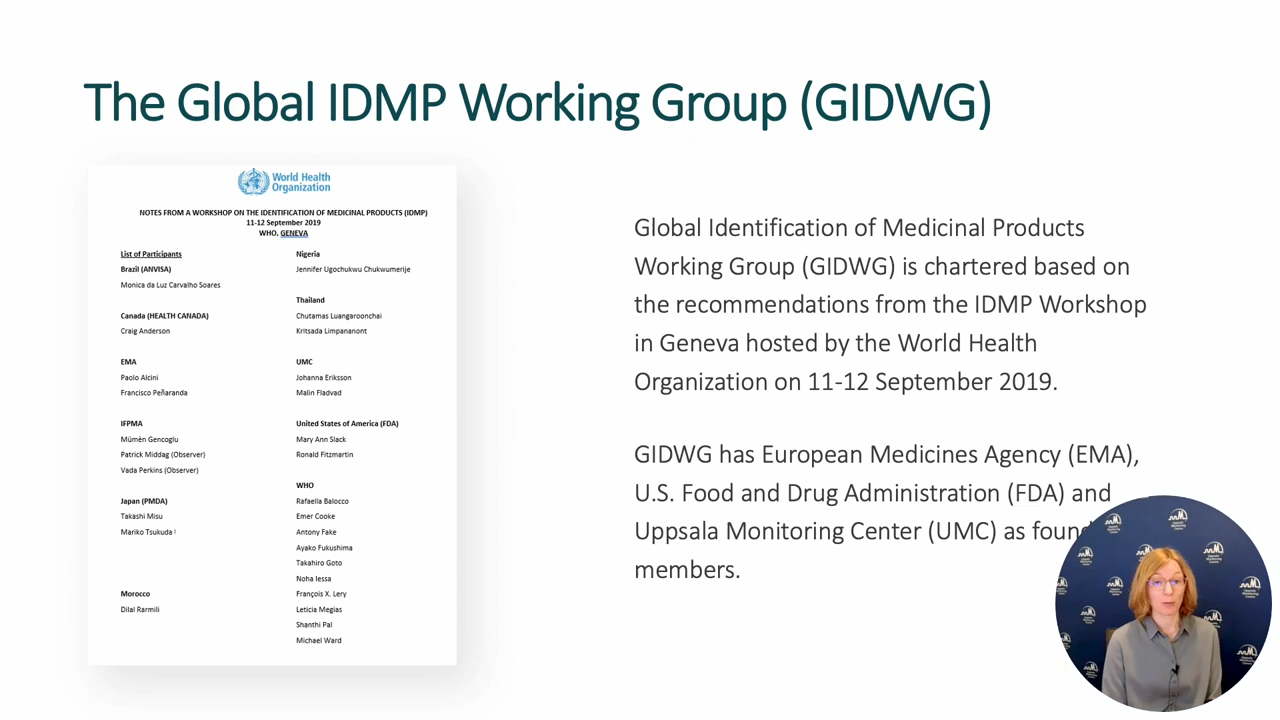 The Global IDMP Working Group (GIDWG)
World Health
Organization
NOTES FROM A WORKSHOP ON THE IDENTIFICATION OF MEDICINAL PRODUCTS (IDMP)
11-12 September 2019
WHO, GENEVA
List of Participants
Brazil (ANVISA)
Monica da Luz Carvalho Soares
Canada (HEALTH CANADA)
Craig Anderson
EMA
Paolo Alcini
Francisco Peñaranda
IFPMA
Mümên Gencoglu
Patrick Middag (Observer)
Vada Perkins (Observer)
Japan (PMDA)
Takashi Misu
Mariko Tsukuda
Morocco
Dilal Rarmili
Nigeria
Jennifer Ugochukwu Chukwumerije
Thailand
Chutamas Luangaroonchai
Kritsada Limpananont
UMC
Johanna Eriksson
Malin Fladvad
United States of America (FDA)
Mary Ann Slack
Ronald Fitzmartin
WHO
Rafaella Balocco
Emer Cooke
Antony Fake
Ayako Fukushima
Takahiro Goto
Noha Iessa
François X. Lery
Leticia Megias
Shanthi Pal
Michael Ward
Global Identification of Medicinal Products
Working Group (GIDWG) is chartered based on
the recommendations from the IDMP Workshop
in Geneva hosted by the World Health
Organization on 11-12 September 2019.
GIDWG has European Medicines Agency (EMA),
U.S. Food and Drug Administration (FDA) and
Uppsala Monitoring Center (UMC) as foun
members.